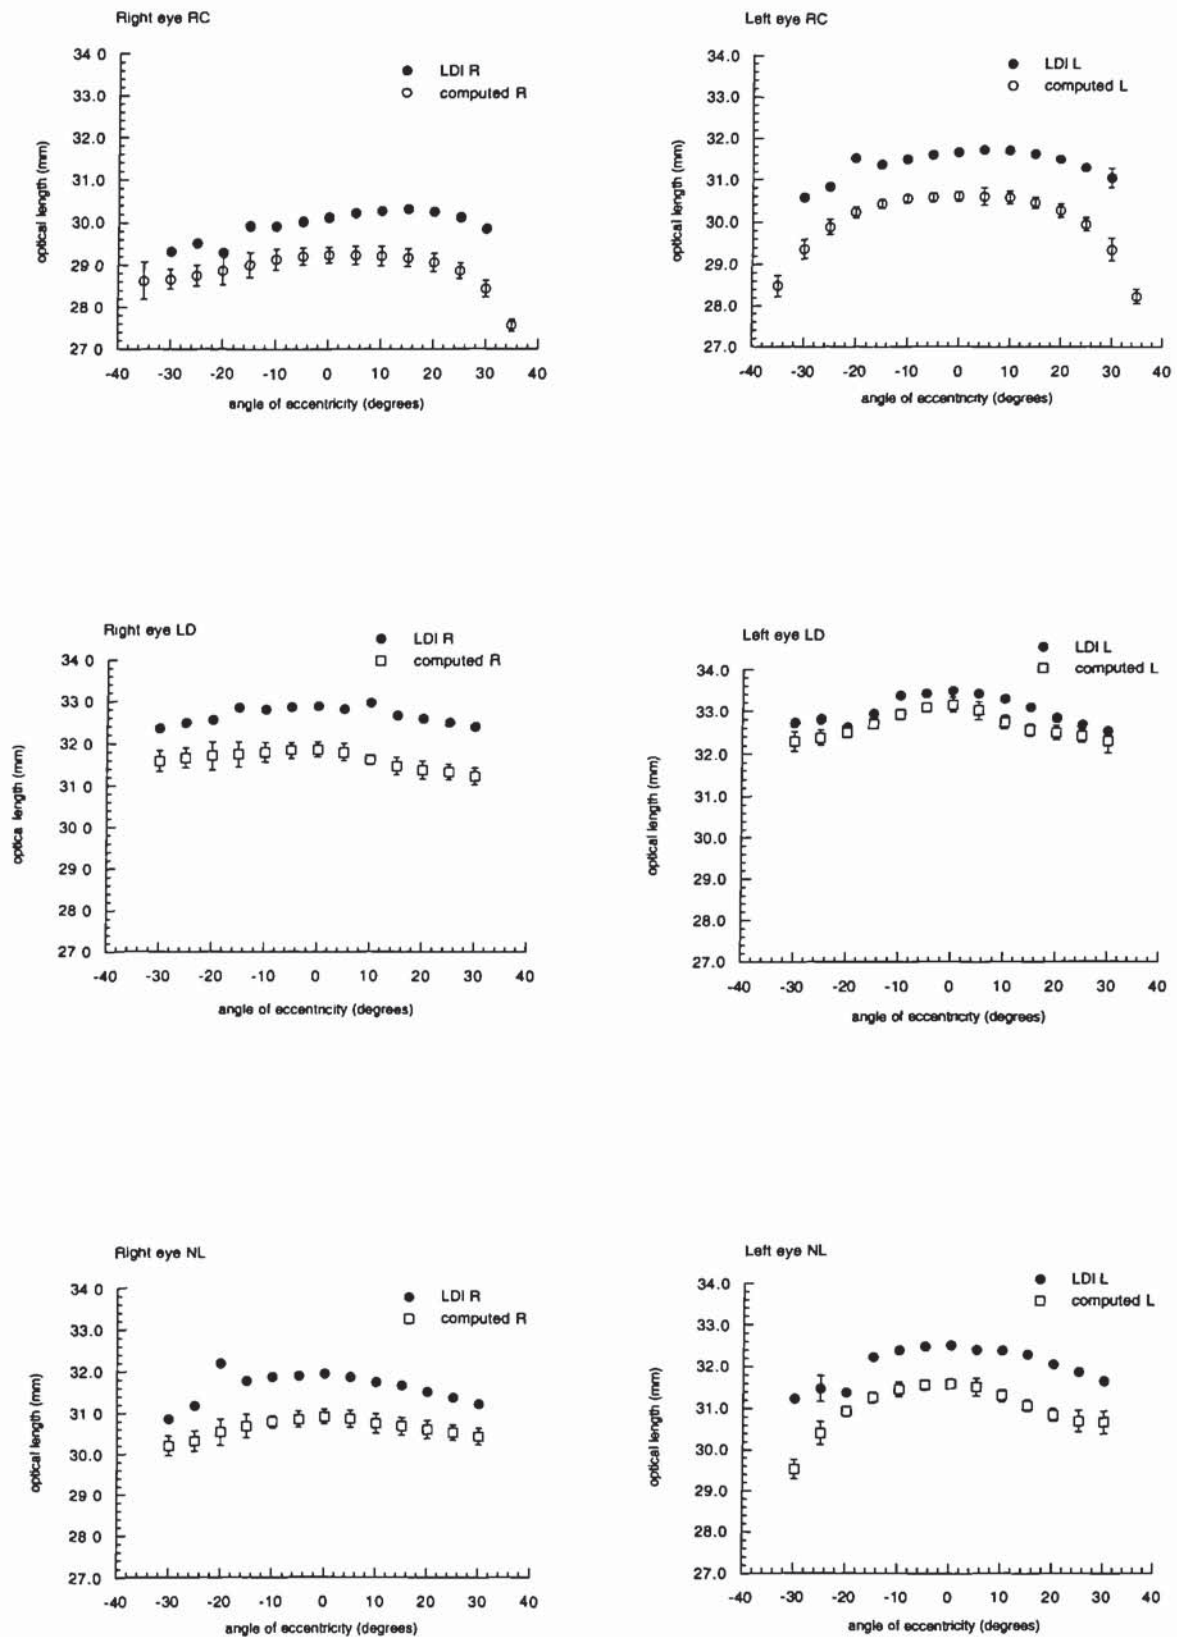 Right eye RC
34 0
33.0
32 0
31.0
30.0
29 0
28 0
27 0
optical length (mm)
LDI R
computed R
-40 -30 -20 -10 0 10 20 30 40
angle of eccentricity (degrees)
Left eye RC
34.0
33.0
32.0
31.0
30.0
29.0
28.0
27.0
optical length (mm)
LDI L
computed L
-40 -30 -20 -10 0 10 20 30 40
angle of eccentricity (degrees)
Right eye LD
34 0
33 0
32 0
31.0
30 0
29 0
28 0
27 0
optical length (mm)
LDI R
computed R
-40 -30 -20 -10 0 10 20 30 40
angle of eccentricity (degrees)
Left eye LD
34.0
33.0
32.0
31.0
30.0
29.0
28.0
27.0
optical length (mm)
LDI L
computed L
-40 -30 -20 -10 0 10 20 30 40
angle of eccentricity (degrees)
Right eye NL
34 0
33.0
32.0
31 0
30.0
29 0
28 0
27.0
optical length (mm)
LDI R
computed R
-40 -30 -20 -10 0 10 20 30 40
angle of eccentricity (degrees)
Left eye NL
34.0
33.0
32.0
31.0
30.0
29.0
28.0
27.0
optical length (mm)
LDI L
computed L
-40 -30 -20 -10 0 10 20 30 40
angle of eccentricity (degrees)